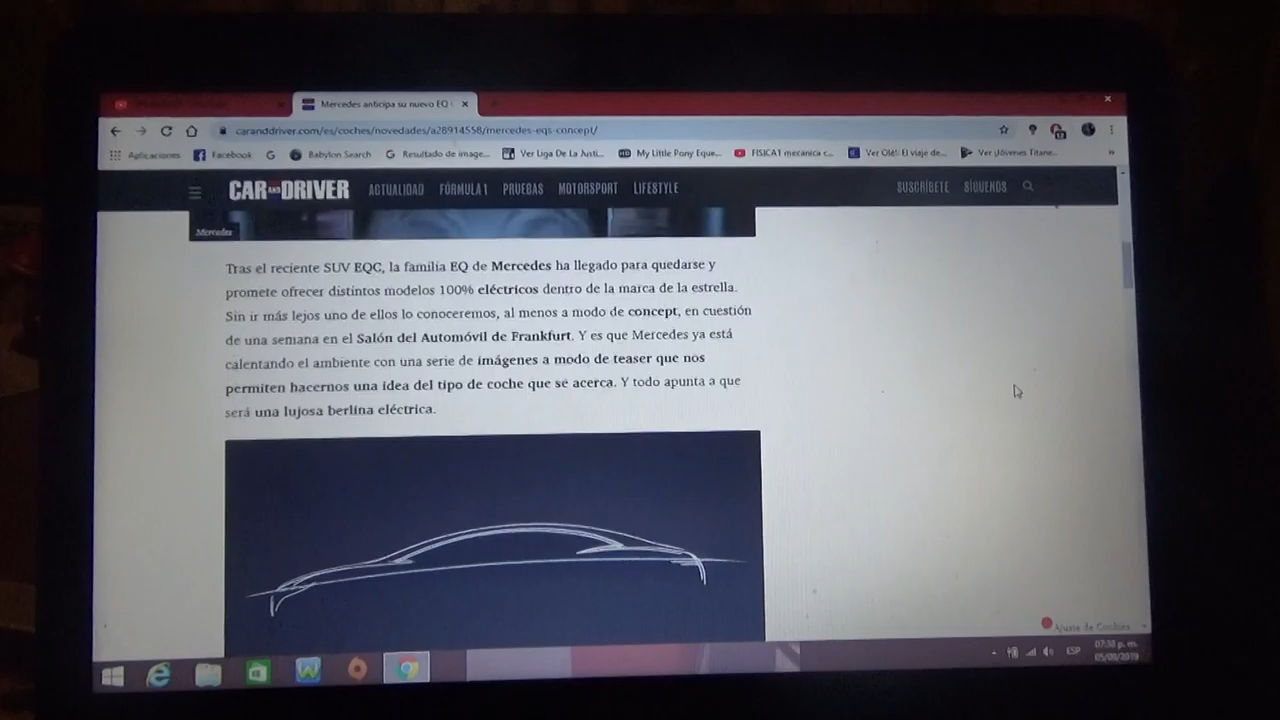 Mercedes anticipa su nuevo EQ
caranddriver.com/es/coches/novedades/a28914558/mercedes-eqs-concept/
Aplicaciones Facebook Babylon Search Resultado de image... Ver Liga De La Justi... My Little Pony Eque... FISICA1 mecanica c... Ver Olé!: El viaje de... Ver ¡Jóvenes Titane... »
CAR AND DRIVER ACTUALIDAD FÓRMULA 1 PRUEBAS MOTORSPORT LIFESTYLE SUSCRÍBETE SÍGUENOS
Mercedes
Tras el reciente SUV EQC, la familia EQ de Mercedes ha llegado para quedarse y
promete ofrecer distintos modelos 100% eléctricos dentro de la marca de la estrella.
Sin ir más lejos uno de ellos lo conoceremos, al menos a modo de concept, en cuestión
de una semana en el Salón del Automóvil de Frankfurt. Y es que Mercedes ya está
calentando el ambiente con una serie de imágenes a modo de teaser que nos
permiten hacernos una idea del tipo de coche que se acerca. Y todo apunta a que
será una lujosa berlina eléctrica.
Ajuste de Cookies
ESP 07:38 p. m.
05/09/2019